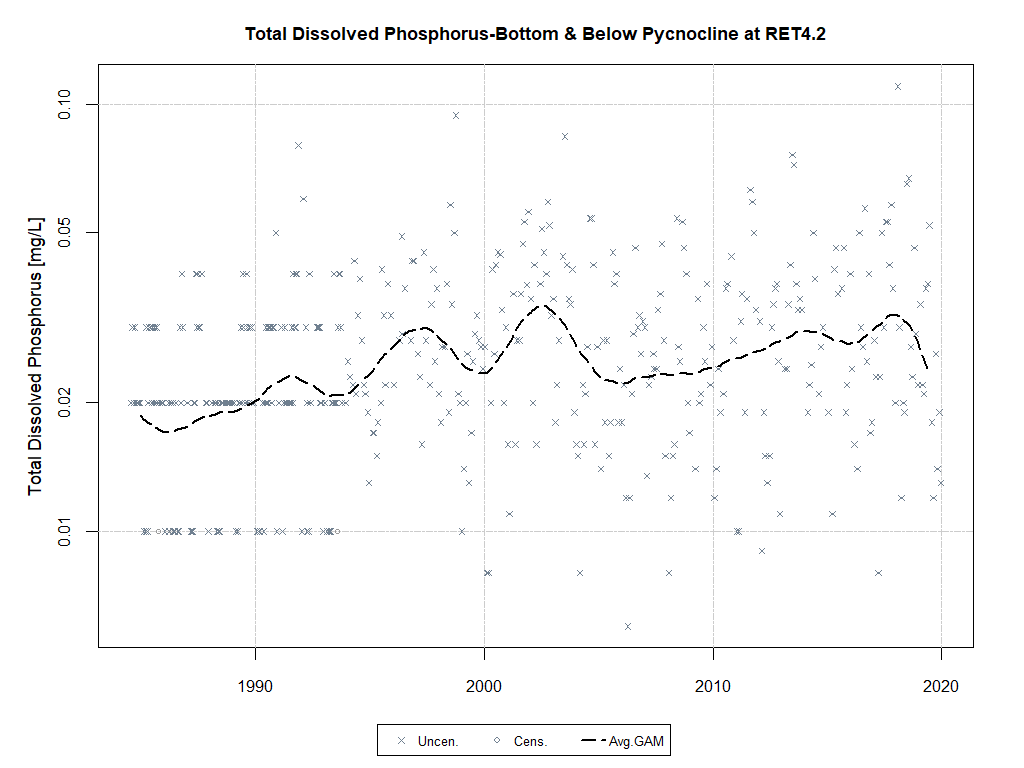 Total Dissolved Phosphorus-Bottom & Below Pycnocline at RET4.2
Total Dissolved Phosphorus [mg/L]
0.10
0.05
0.02
0.01
1990
2000
2010
2020
Uncen.
Cens.
Avg.GAM